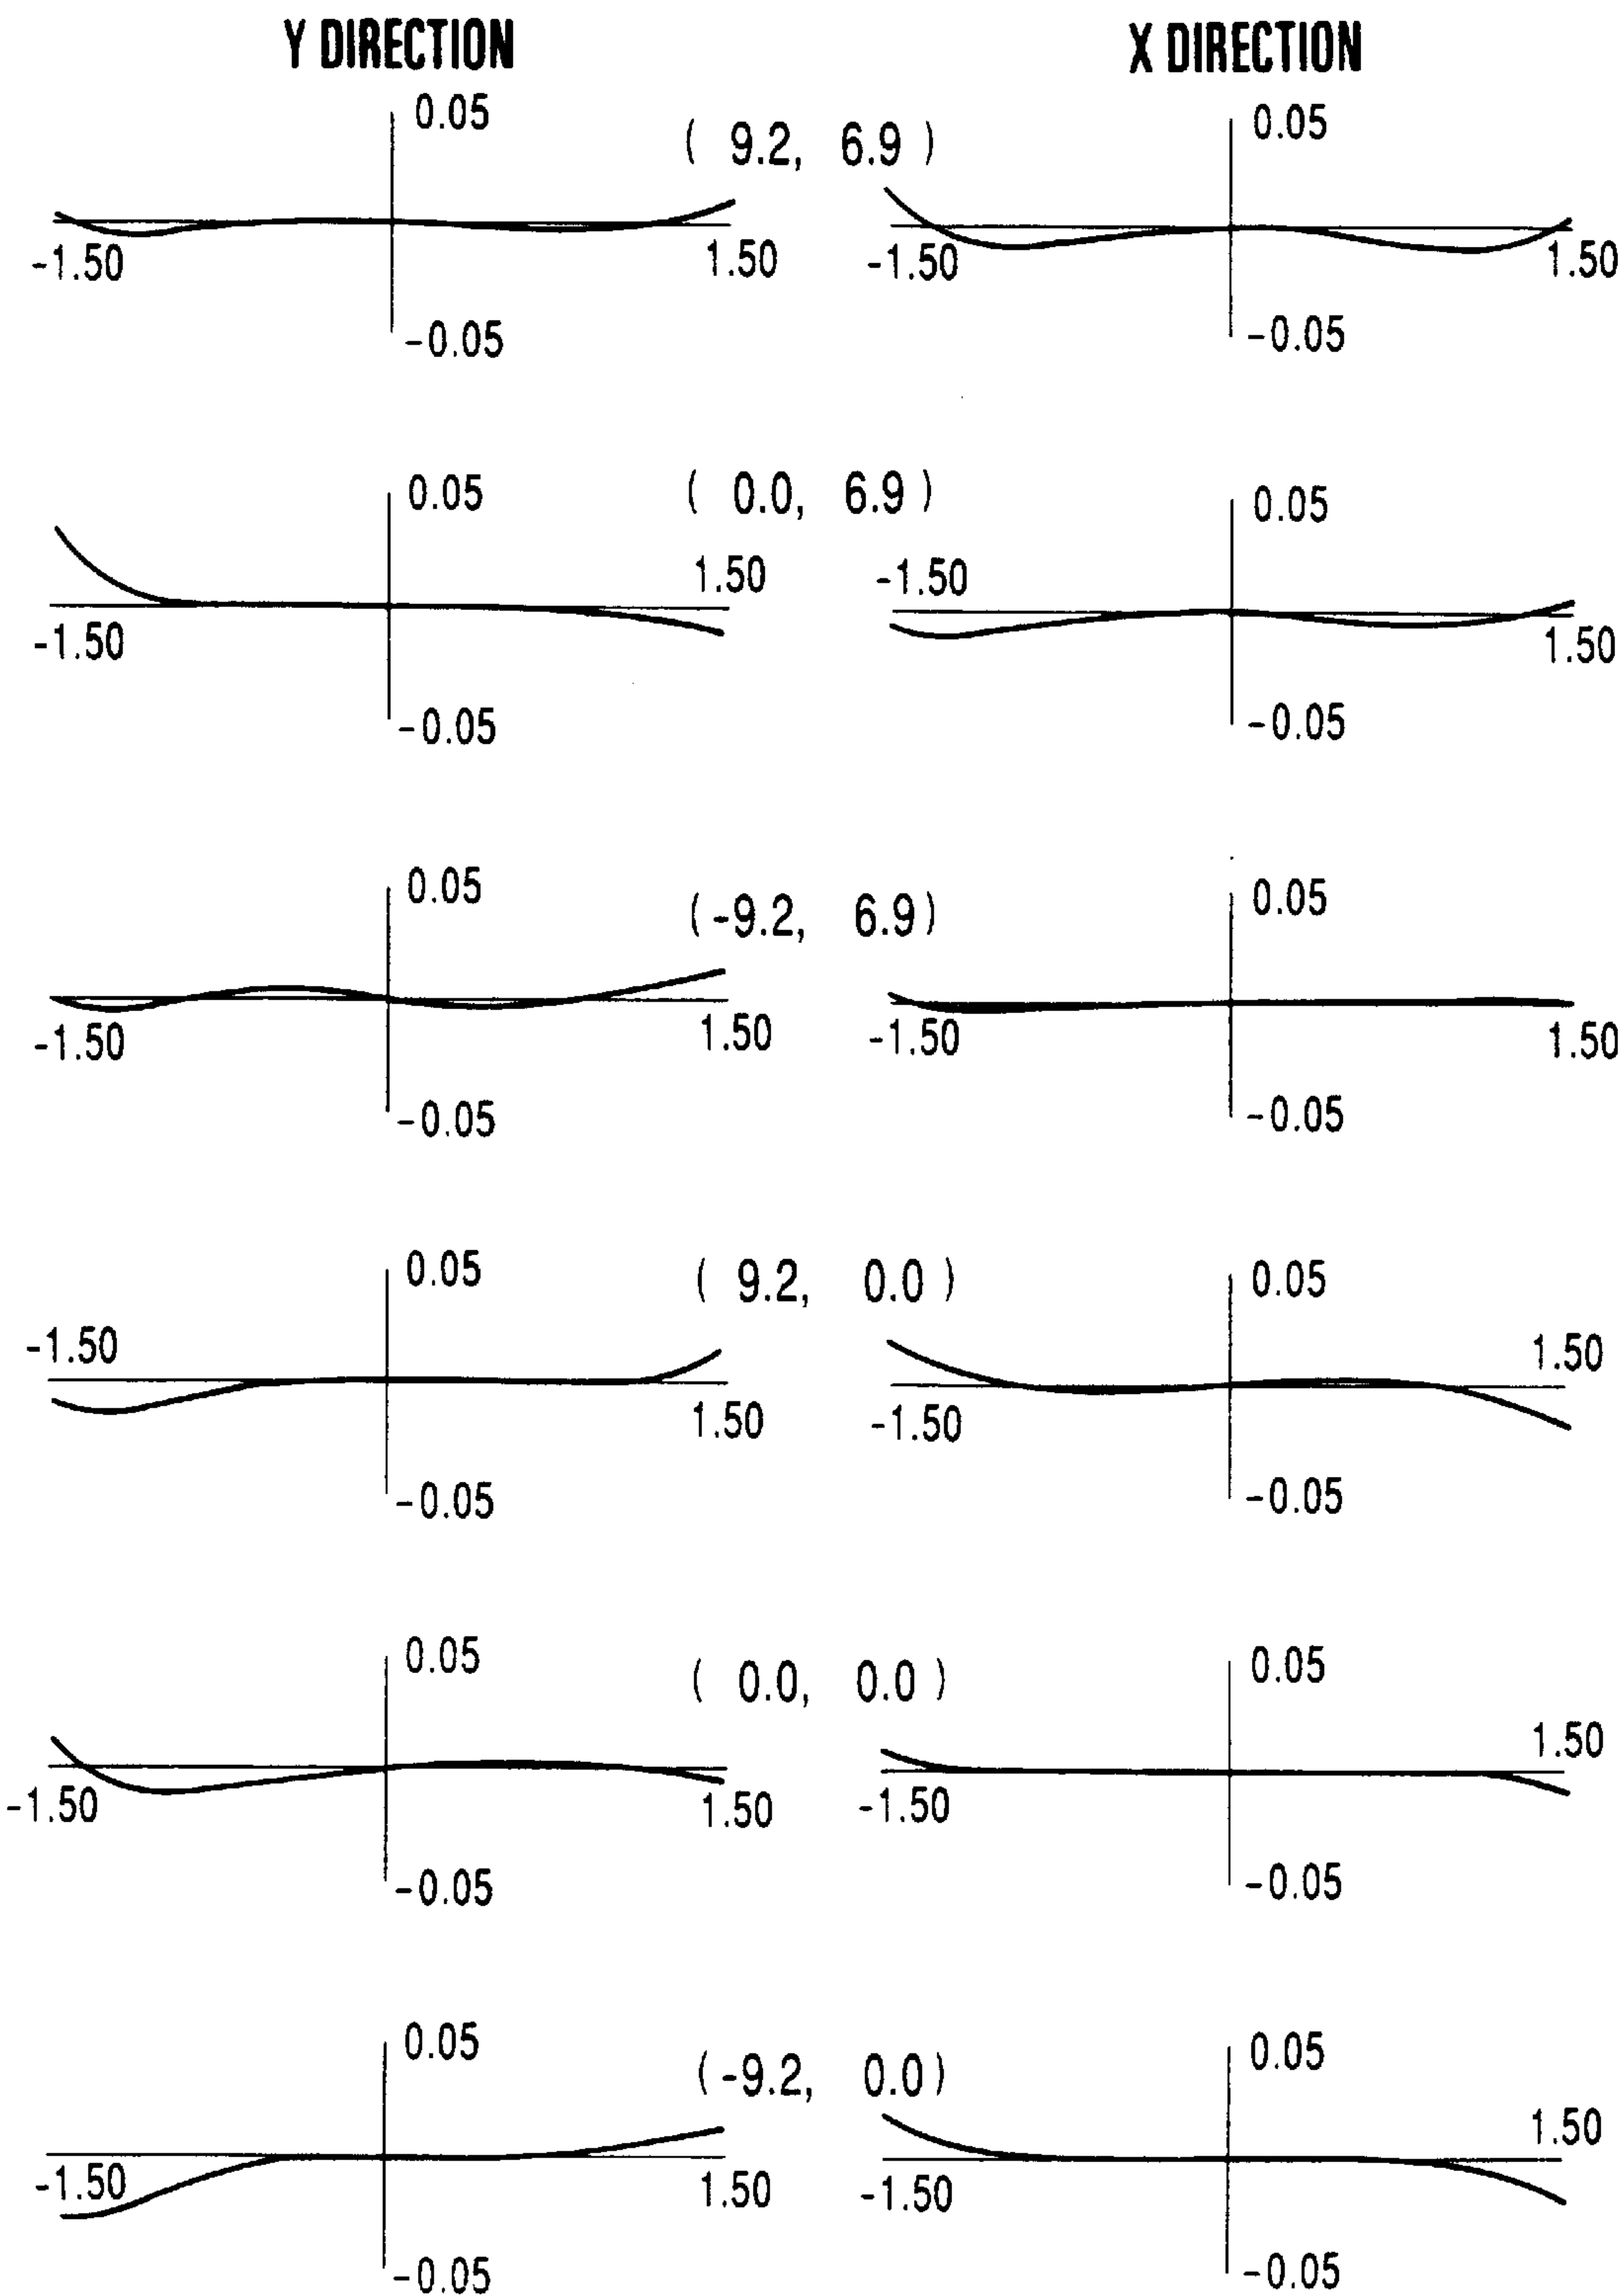 Y DIRECTION X DIRECTION
0.05 ( 9.2, 6.9 ) 0.05
-1.50 1.50 -1.50 1.50
-0.05 -0.05
0.05 ( 0.0, 6.9 ) 0.05
1.50 -1.50
-1.50 1.50
-0.05 -0.05
0.05 (-9.2, 6.9 ) 0.05
-1.50 1.50 -1.50 1.50
-0.05 -0.05
0.05 ( 9.2, 0.0 ) 0.05
-1.50 1.50
1.50 -1.50
-0.05 -0.05
0.05 ( 0.0, 0.0 ) 0.05
1.50
-1.50 1.50 -1.50
-0.05 -0.05
0.05 (-9.2, 0.0 ) 0.05
1.50
-1.50 1.50 -1.50
-0.05 -0.05